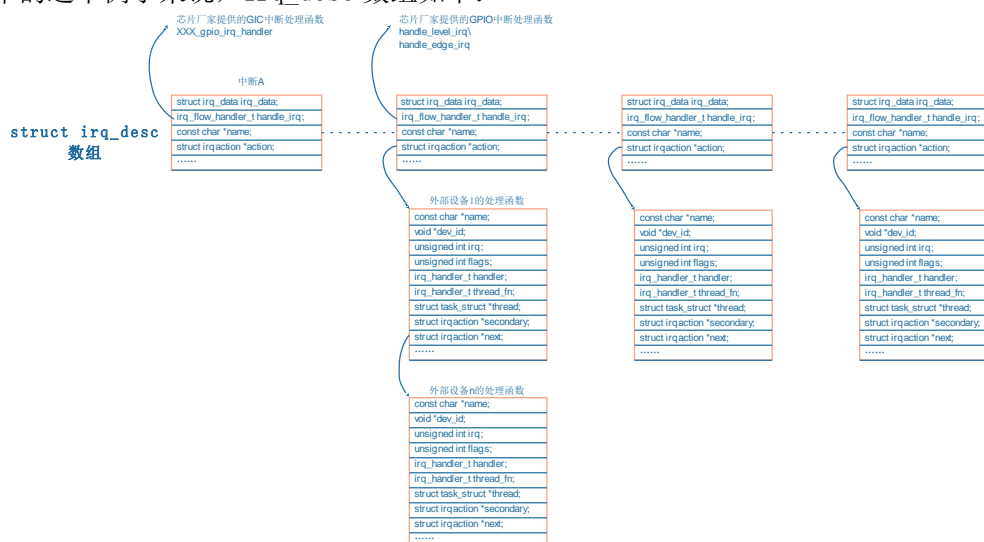 irq_desc 数组如下:
芯片厂家提供的GIC中断处理函数
XXX_gpio_irq_handler
芯片厂家提供的GPIO中断处理函数
handle_level_irq\
handle_edge_irq
中断A
struct irq_desc
数组
struct irq_data irq_data;
irq_flow_handler_t handle_irq;
const char *name;
struct irqaction *action;
......
struct irq_data irq_data;
irq_flow_handler_t handle_irq;
const char *name;
struct irqaction *action;
......
struct irq_data irq_data;
irq_flow_handler_t handle_irq;
const char *name;
struct irqaction *action;
......
struct irq_data irq_data;
irq_flow_handler_t handle_irq;
const char *name;
struct irqaction *action;
......
外部设备1的处理函数
const char *name;
void *dev_id;
unsigned int irq;
unsigned int flags;
irq_handler_t handler;
irq_handler_t thread_fn;
struct task_struct *thread;
struct irqaction *secondary;
struct irqaction *next;
......
const char *name;
void *dev_id;
unsigned int irq;
unsigned int flags;
irq_handler_t handler;
irq_handler_t thread_fn;
struct task_struct *thread;
struct irqaction *secondary;
struct irqaction *next;
......
const char *name;
void *dev_id;
unsigned int irq;
unsigned int flags;
irq_handler_t handler;
irq_handler_t thread_fn;
struct task_struct *thread;
struct irqaction *secondary;
struct irqaction *next;
......
外部设备n的处理函数
const char *name;
void *dev_id;
unsigned int irq;
unsigned int flags;
irq_handler_t handler;
irq_handler_t thread_fn;
struct task_struct *thread;
struct irqaction *secondary;
struct irqaction *next;
......